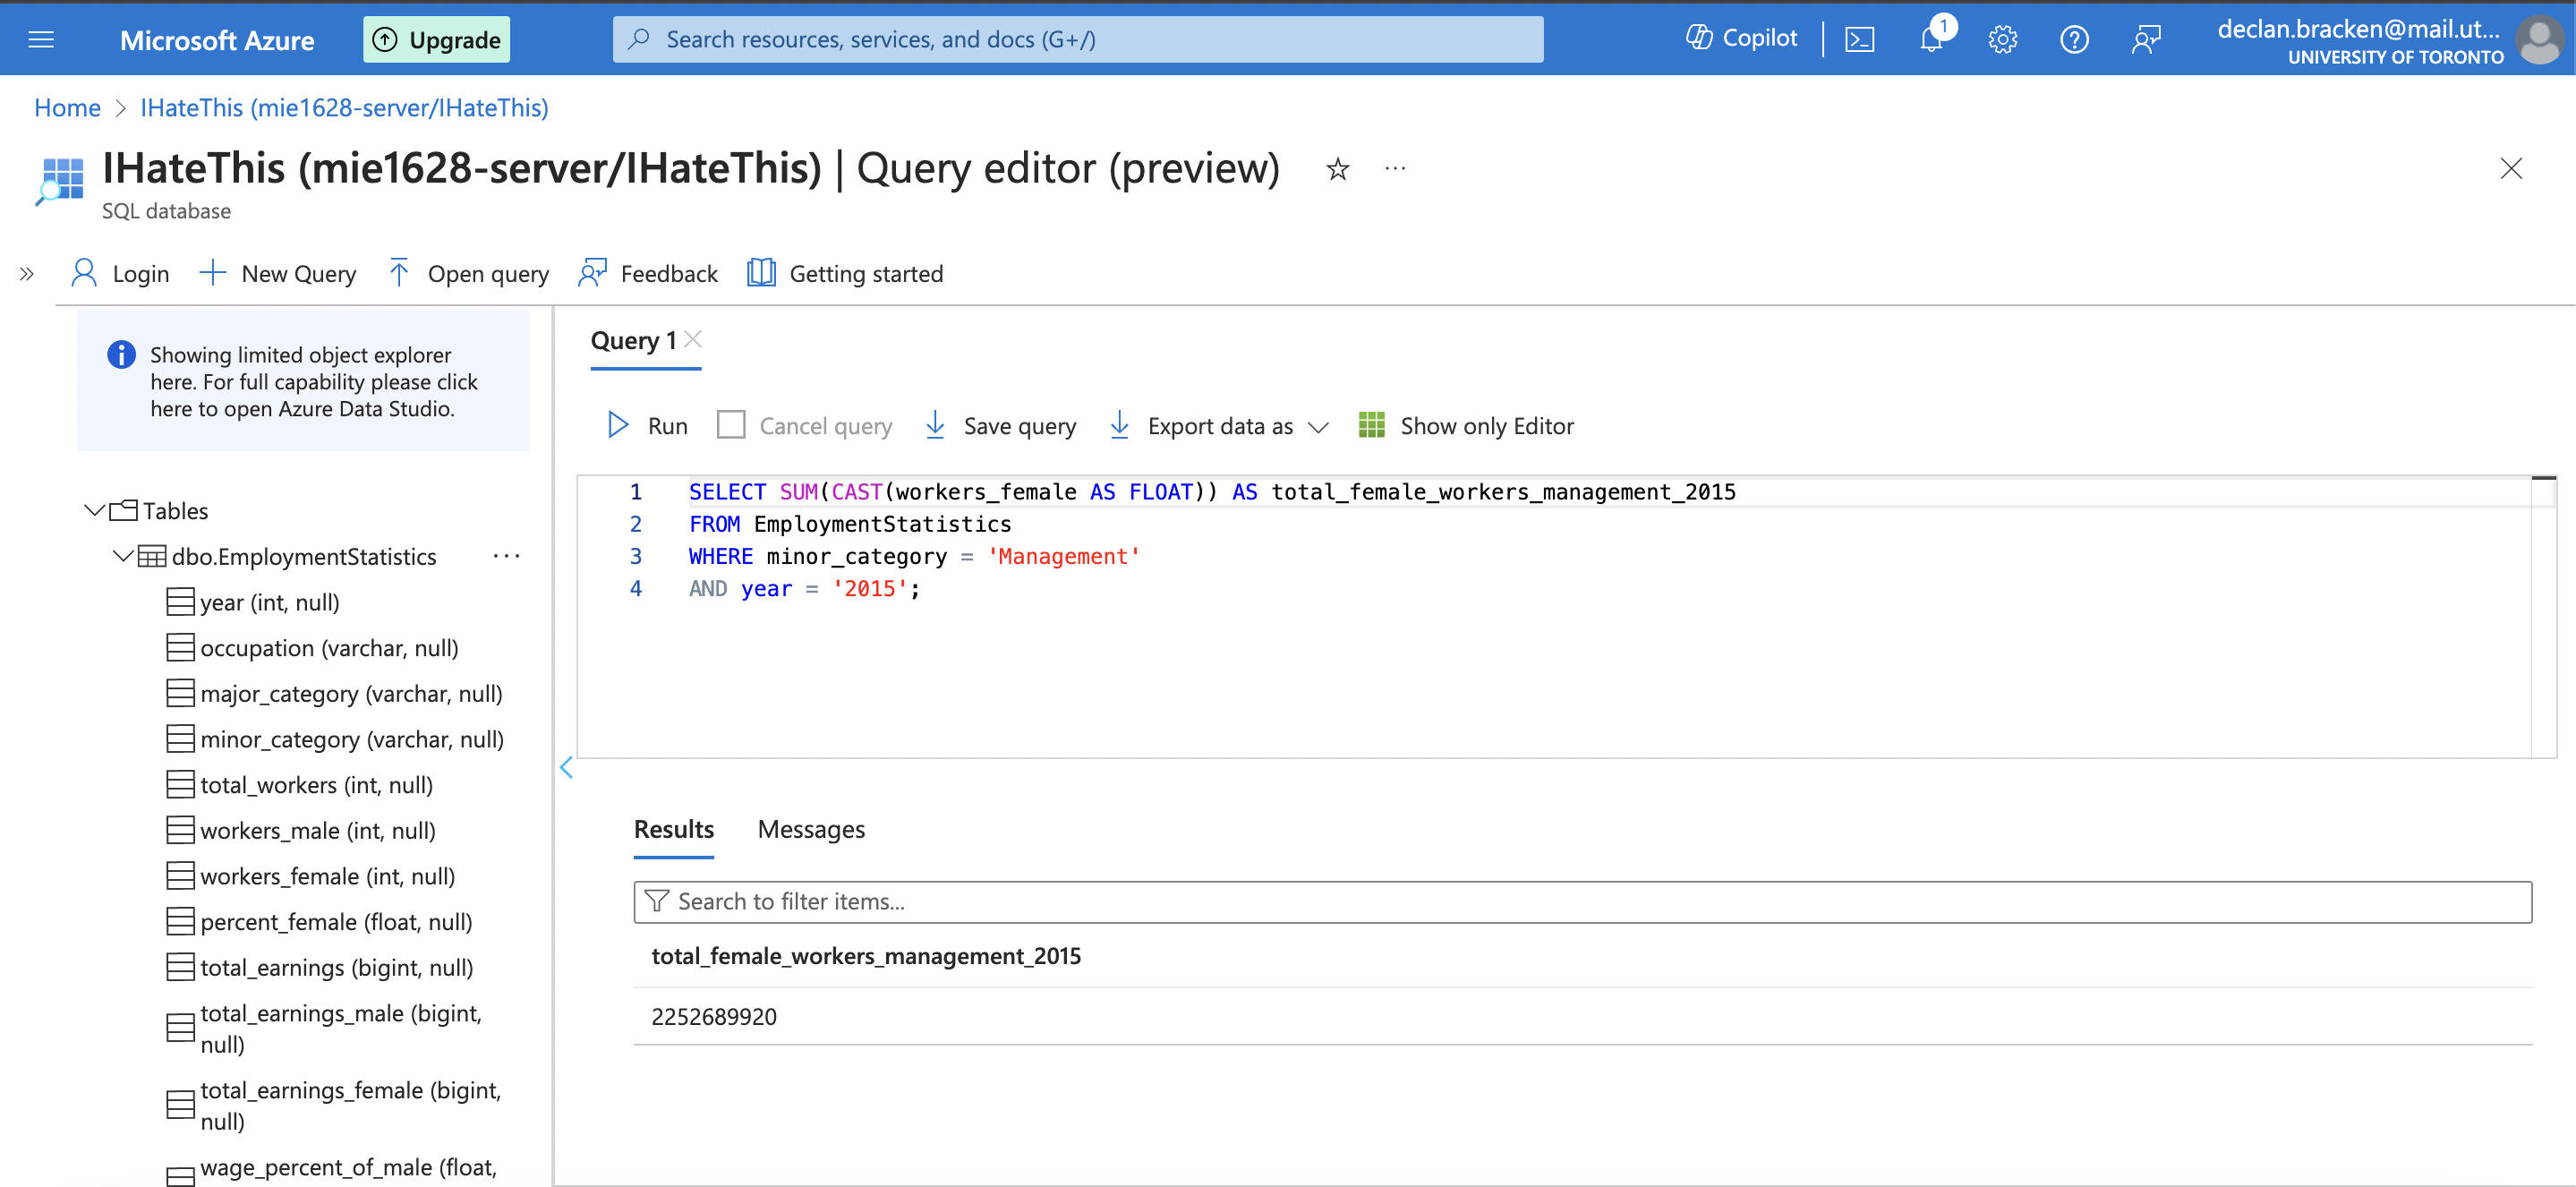 Microsoft Azure
Upgrade
Search resources, services, and docs (G+/)
Copilot
1
declan.bracken@mail.ut...
UNIVERSITY OF TORONTO
Home > IHateThis (mie1628-server/IHateThis)
IHateThis (mie1628-server/IHateThis) | Query editor (preview)
SQL database
Login
New Query
Open query
Feedback
Getting started
Showing limited object explorer
here. For full capability please click
here to open Azure Data Studio.
Tables
dbo.EmploymentStatistics
year (int, null)
occupation (varchar, null)
major_category (varchar, null)
minor_category (varchar, null)
total_workers (int, null)
workers_male (int, null)
workers_female (int, null)
percent_female (float, null)
total_earnings (bigint, null)
total_earnings_male (bigint,
null)
total_earnings_female (bigint,
null)
wage_percent_of_male (float,
Query 1
Run
Cancel query
Save query
Export data as
Show only Editor
1 SELECT SUM(CAST(workers_female AS FLOAT)) AS total_female_workers_management_2015
2 FROM EmploymentStatistics
3 WHERE minor_category = 'Management'
4 AND year = '2015';
Results
Messages
Search to filter items...
total_female_workers_management_2015
2252689920